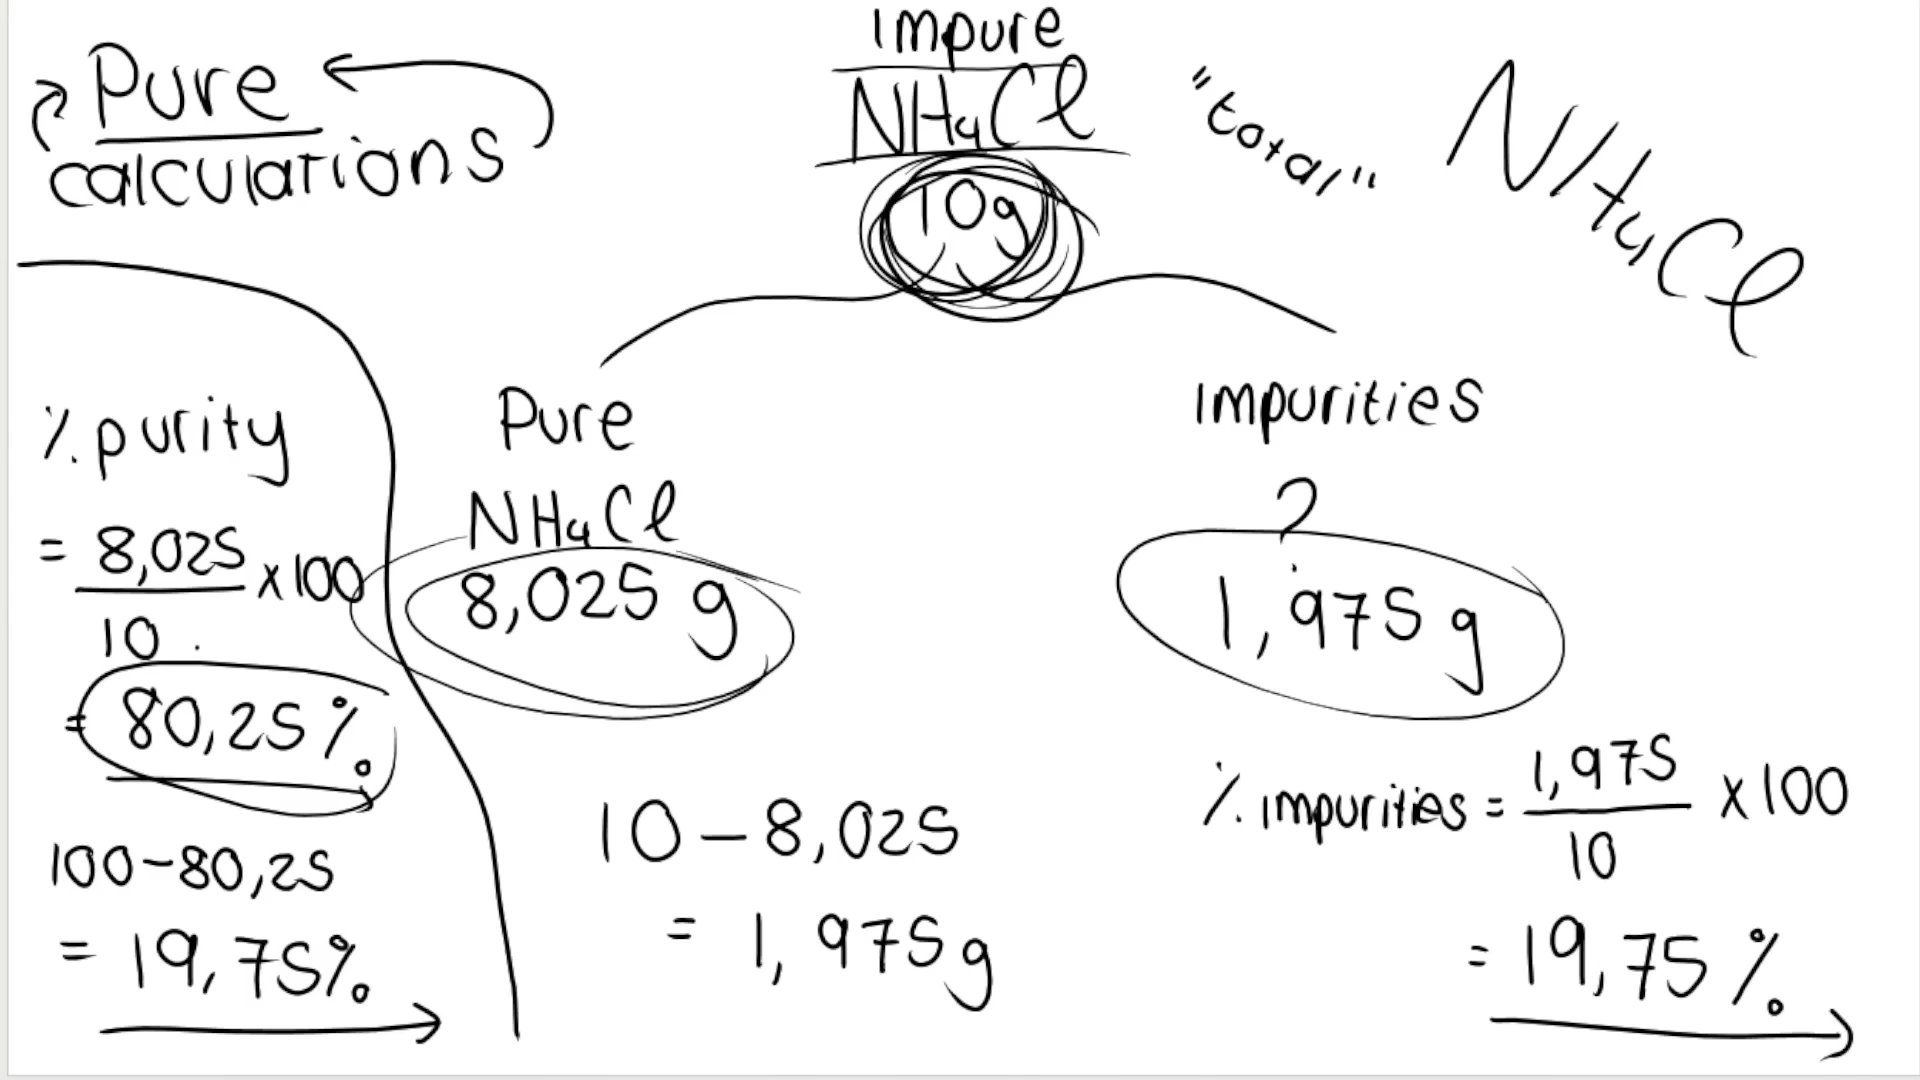 Pure
calculations
Impure
NH₄Cl
10g
"total"
NH₄Cl
% purity
= 8,025
x100
10
= 80,25%
100-80,25
= 19,75%
Pure
NH₄Cl
8,025 g
10-8,025
= 1,975g
Impurities
?
1,975 g
% impurities = 1,975 x100
10
= 19,75 %